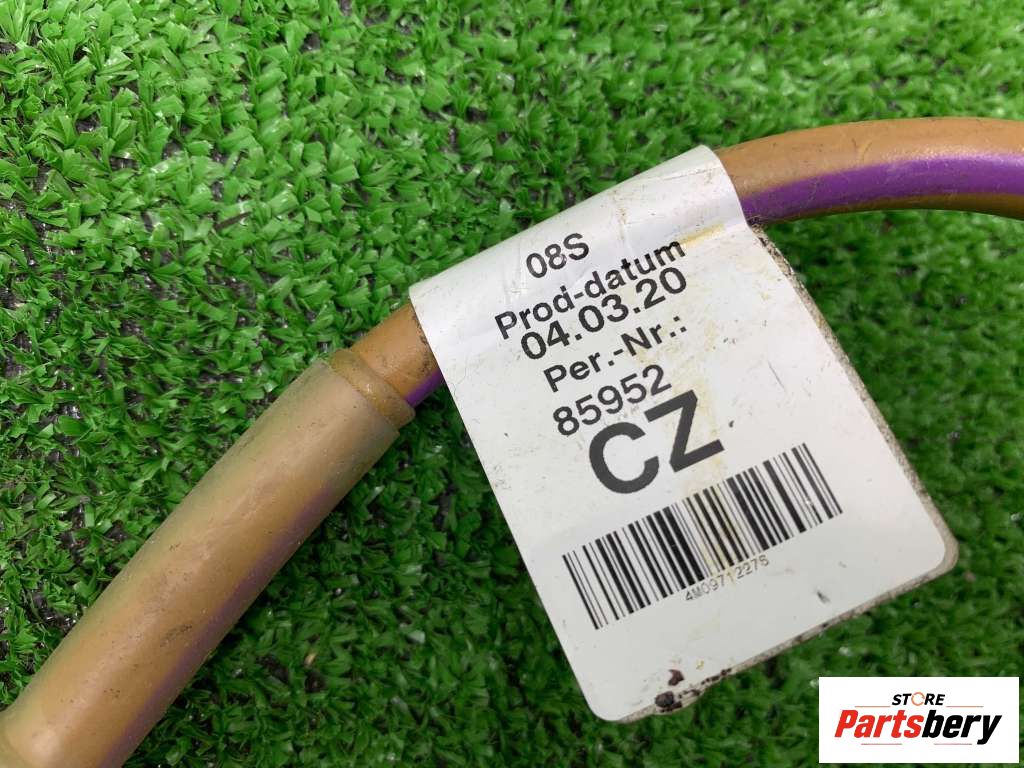 08S
Prod-datum
04.03.20
Per.-Nr.:
85952
CZ
4M0971227S
STORE
Partsbery